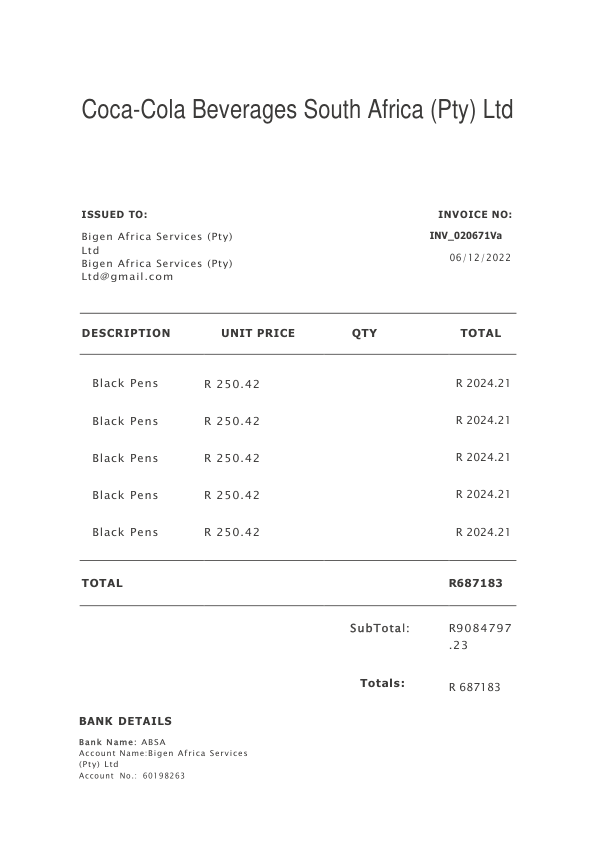 Coca-Cola Beverages South Africa (Pty) Ltd
ISSUED TO: INVOICE NO:
Bigen Africa Services (Pty) INV_020671Va
Ltd
Bigen Africa Services (Pty) 06/12/2022
Ltd@gmail.com
DESCRIPTION UNIT PRICE QTY TOTAL
Black Pens R 250.42 R 2024.21
Black Pens R 250.42 R 2024.21
Black Pens R 250.42 R 2024.21
Black Pens R 250.42 R 2024.21
Black Pens R 250.42 R 2024.21
TOTAL R687183
SubTotal: R9084797
.23
Totals: R 687183
BANK DETAILS
Bank Name: ABSA
Account Name:Bigen Africa Services
(Pty) Ltd
Account No.: 60198263